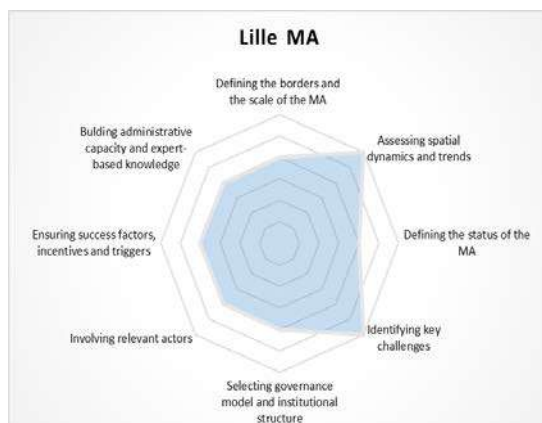 Lille MA
Defining the borders and
the scale of the MA
Bulding administrative
capacity and expert-
based knowledge
Assessing spatial
dynamics and trends
Ensuring success factors,
incentives and triggers
Defining the status of the
MA
Involving relevant actors
Identifying key
challenges
Selecting governance
model and institutional
structure